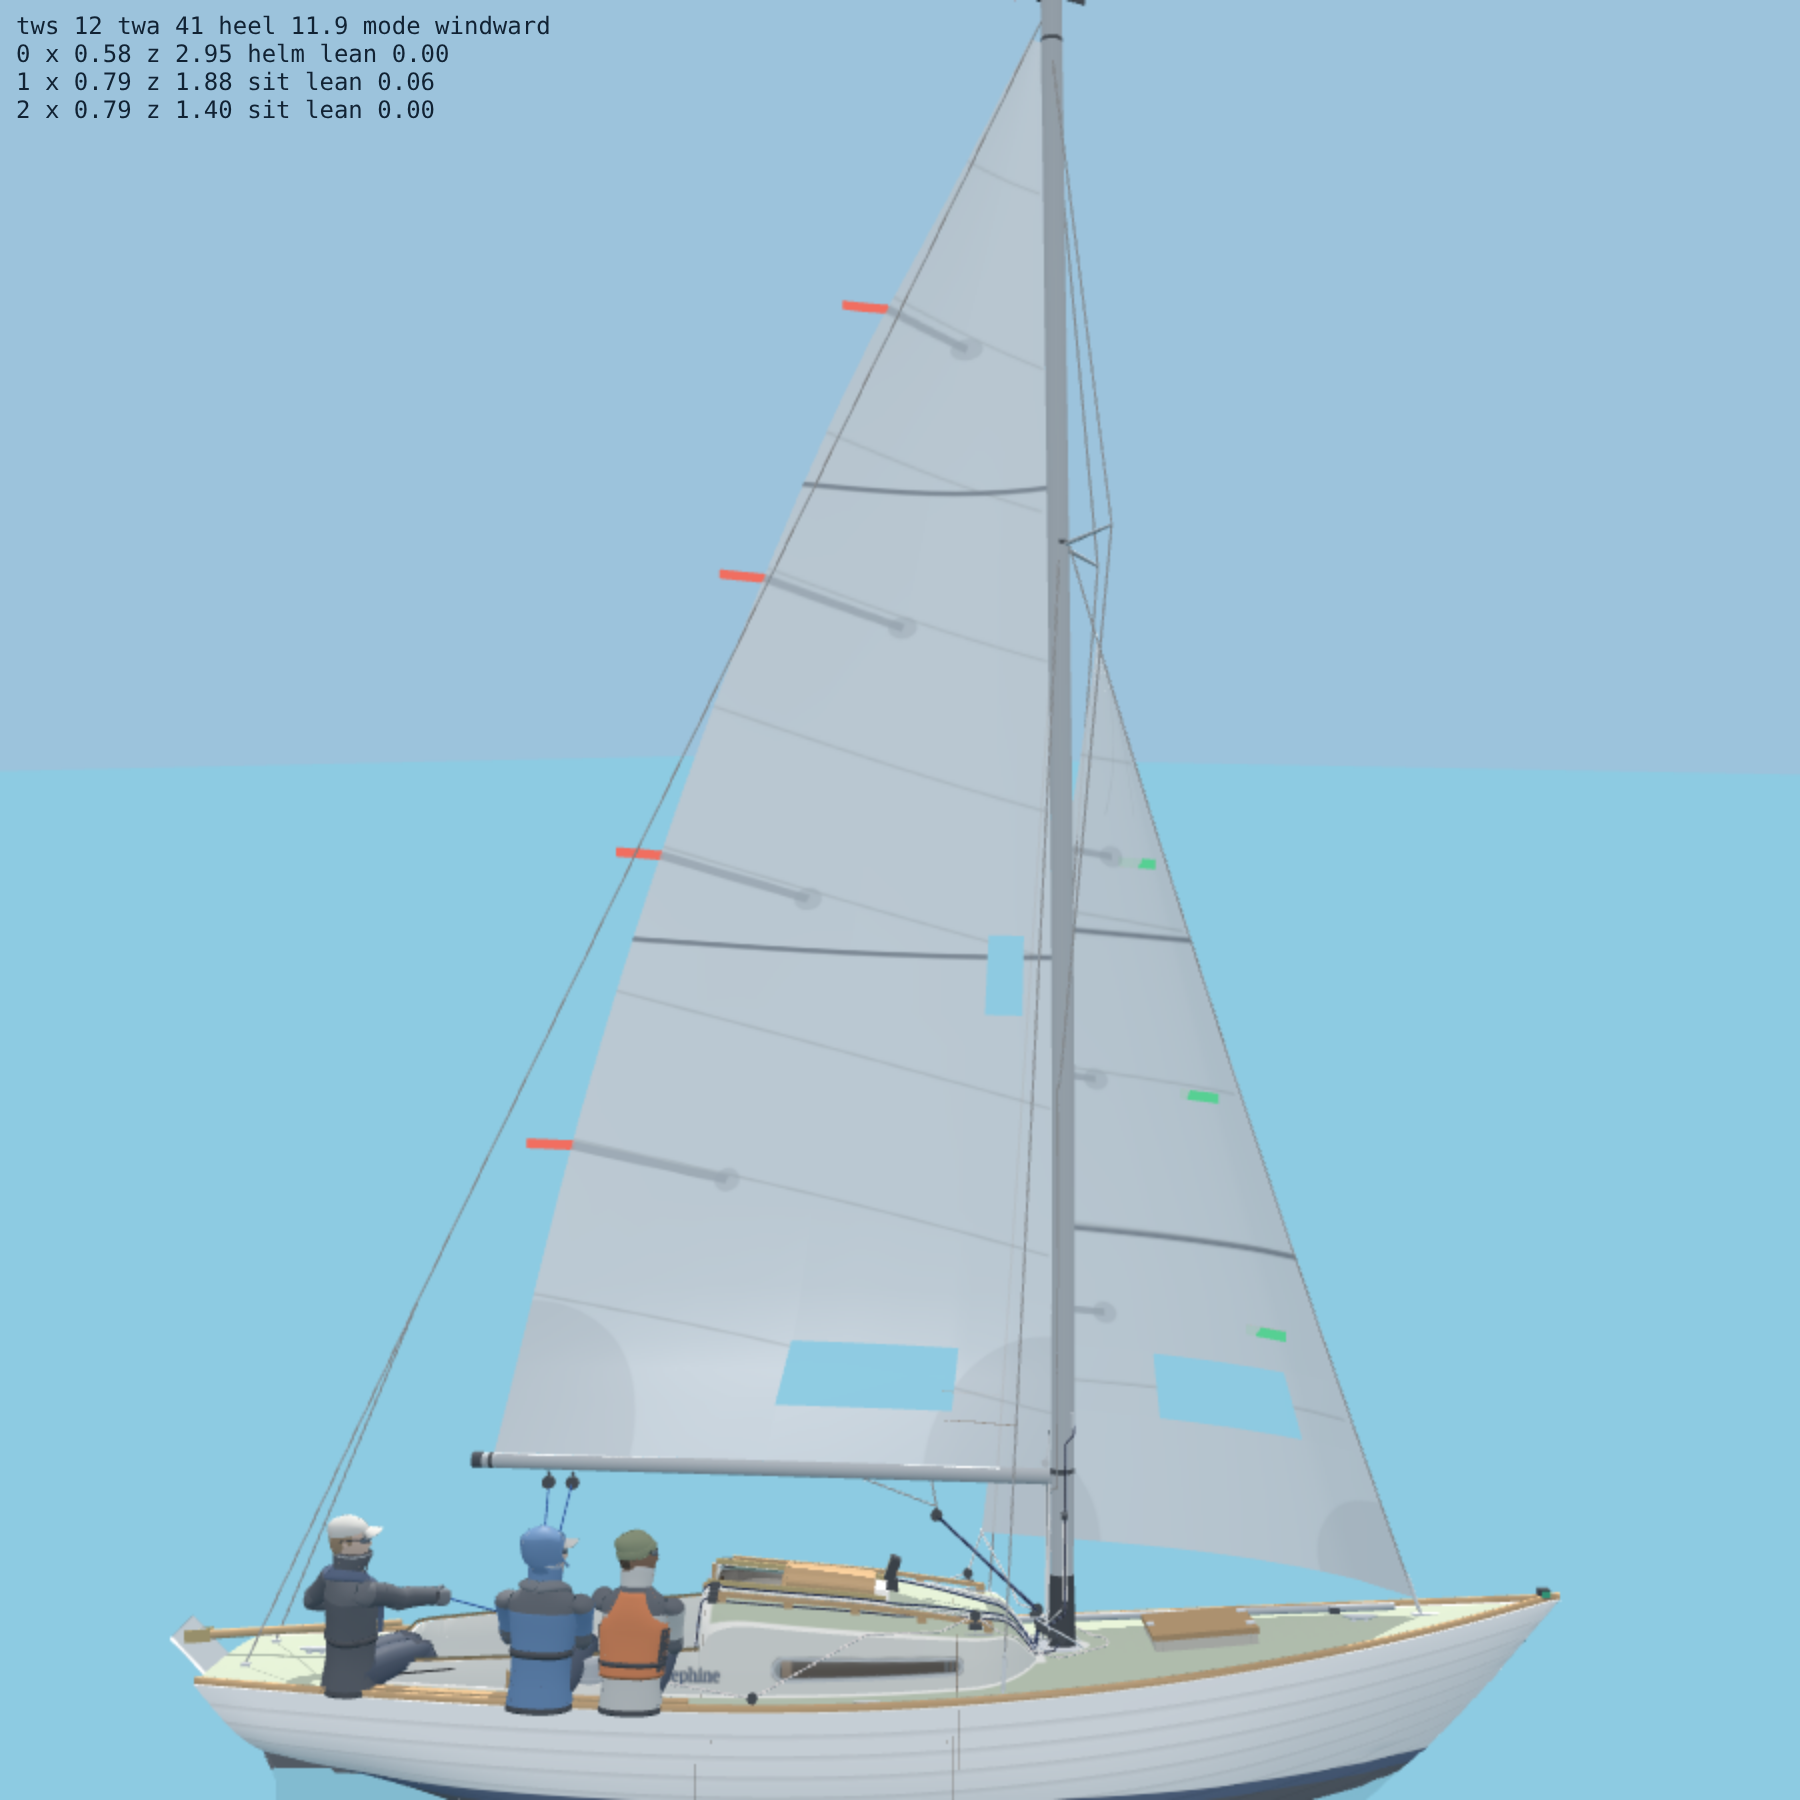 tws 12 twa 41 heel 11.9 mode windward
0 x 0.58 z 2.95 helm lean 0.00
1 x 0.79 z 1.88 sit lean 0.06
2 x 0.79 z 1.40 sit lean 0.00
ephine